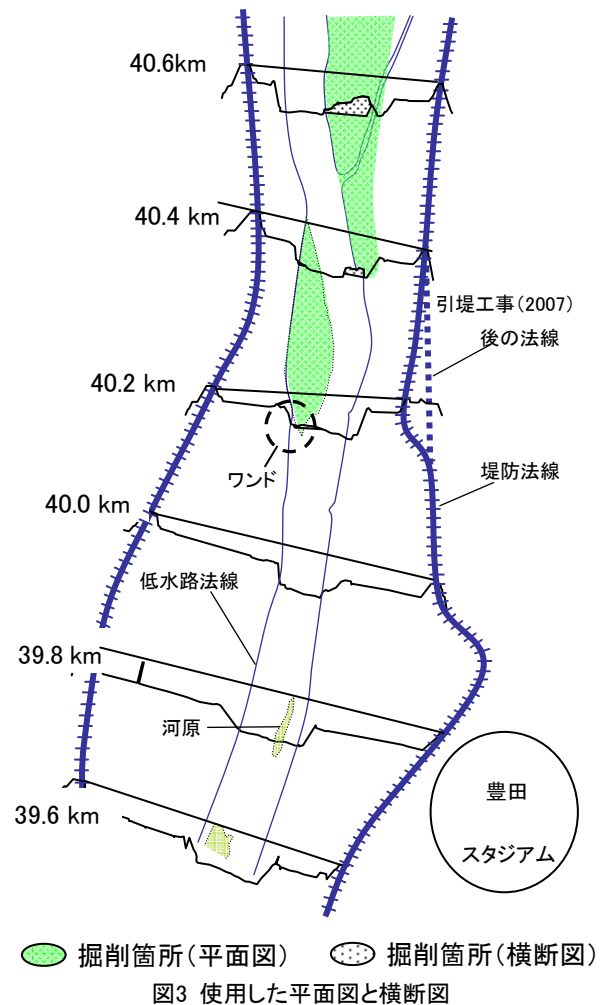 40.6km
40.4 km
引堤工事(2007)
後の法線
40.2 km
ワンド
堤防法線
40.0 km
低水路法線
39.8 km
河原
豊田
スタジアム
39.6 km
掘削箇所(平面図)
掘削箇所(横断図)
図3 使用した平面図と横断図